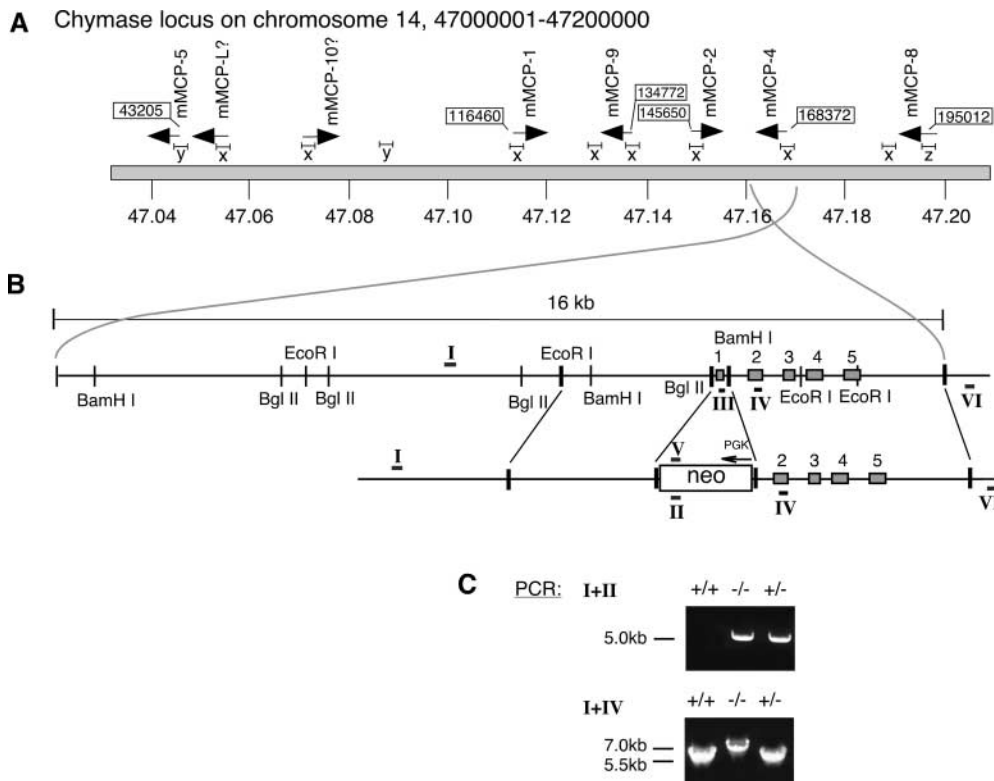 A Chymase locus on chromosome 14, 47000001-47200000
mMCP-5
mMCP-L?
mMCP-10?
mMCP-1
mMCP-9
mMCP-2
mMCP-4
mMCP-8
43205
116460
134772
145650
168372
195012
y x x y x x x x x x z
47.04 47.06 47.08 47.10 47.12 47.14 47.16 47.18 47.20
B
16 kb
BamH I
EcoR I I EcoR I 1 2 3 4 5
BamH I Bgl II Bgl II Bgl II BamH I Bgl II III IV EcoR I EcoR I VI
I V PGK 2 3 4 5
neo
II IV VI
C PCR: I+II +/+ -/- +/-
5.0kb
I+IV +/+ -/- +/-
7.0kb
5.5kb